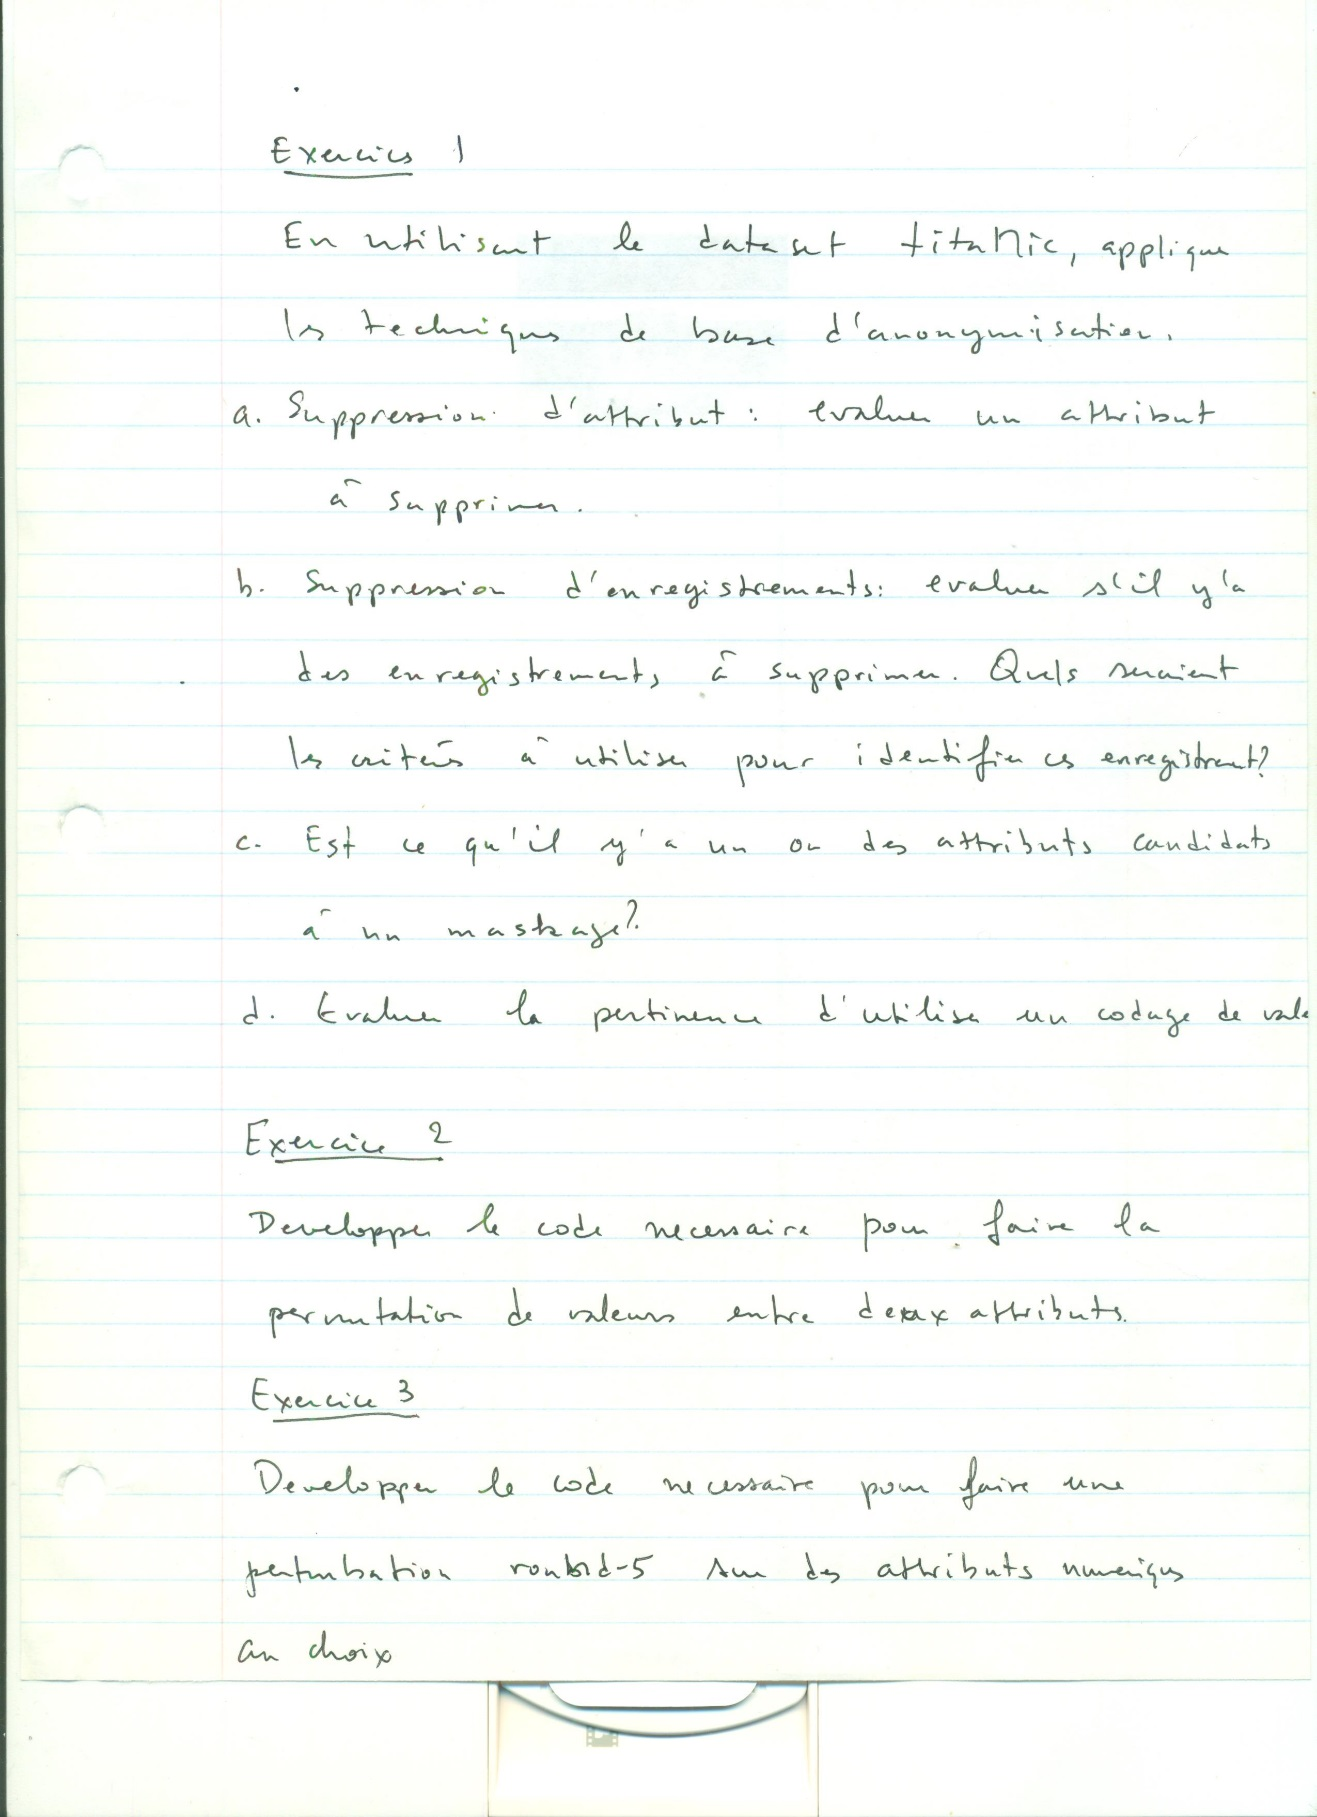 Exercics 1
En utilisant le dataset titaNic, applique
les techniques de base d'anonymisation.
a. Suppression d'attribut : evaluer un attribut
à supprimer.
b. Suppression d'enregistrements: evaluer s'il y'a
des enregistrements à supprimer. Quels seraient
les critères à utiliser pour identifier ces enregistrent?
c. Est ce qu'il y'a un ou des attributs candidats
à un maskage?
d. Evaluer la pertinence d'utiliser un codage de vale
Exercice 2
Developper le code necessaire pour faire la
permutation de valeurs entre deux attributs.
Exercice 3
Developper le code necessaire pour faire une
perturbation round-5 sur des attributs numeriques
au choix